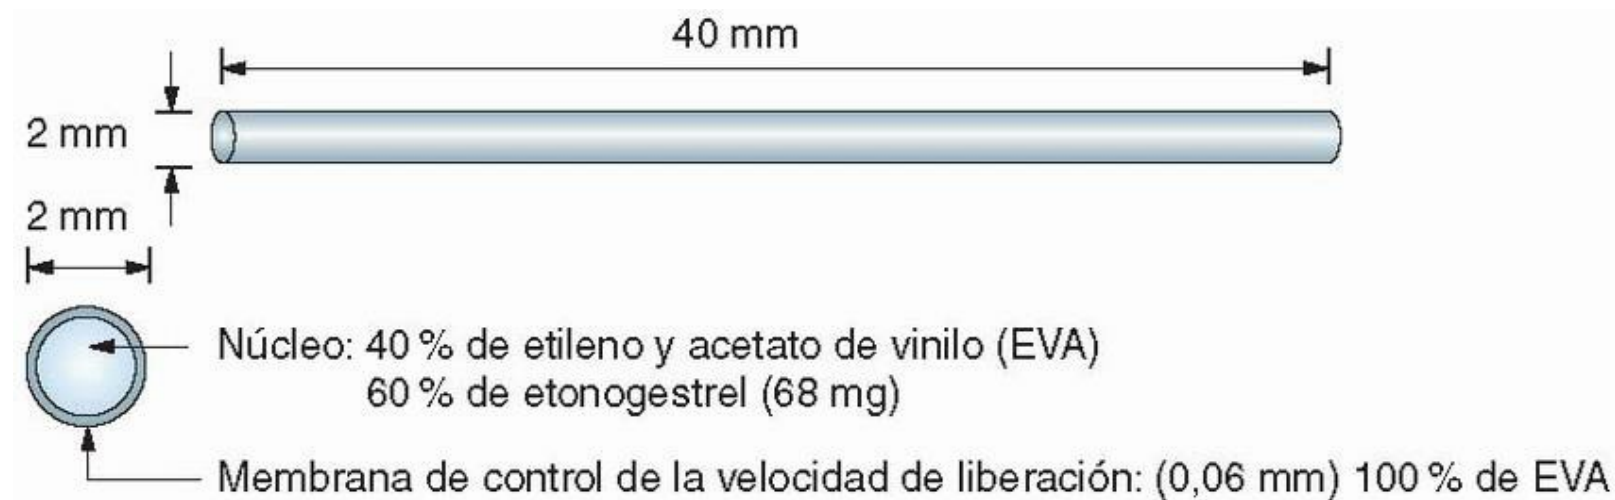 40 mm
2 mm
2 mm
Núcleo: 40 % de etileno y acetato de vinilo (EVA)
60 % de etonogestrel (68 mg)
Membrana de control de la velocidad de liberación: (0,06 mm) 100 % de EVA